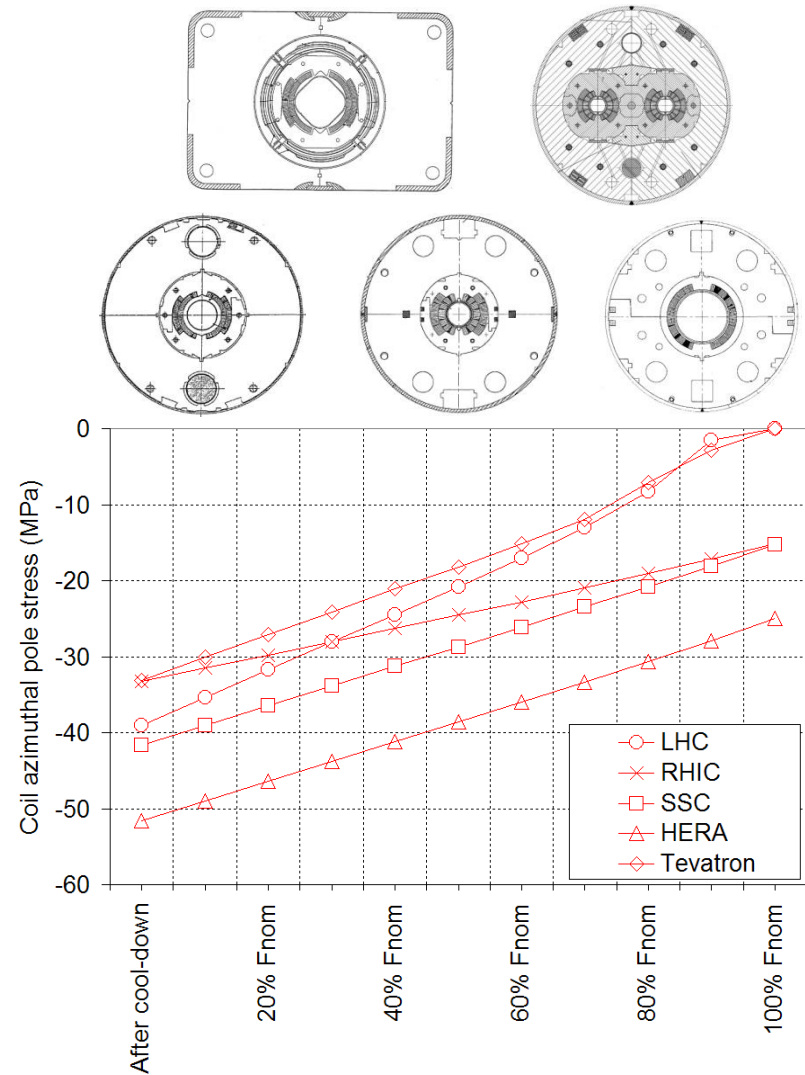 0
-10
-20
-30
-40
-50
-60
Coil azimuthal pole stress (MPa)
LHC
RHIC
SSC
HERA
Tevatron
After cool-down
20% Fnom
40% Fnom
60% Fnom
80% Fnom
100% Fnom